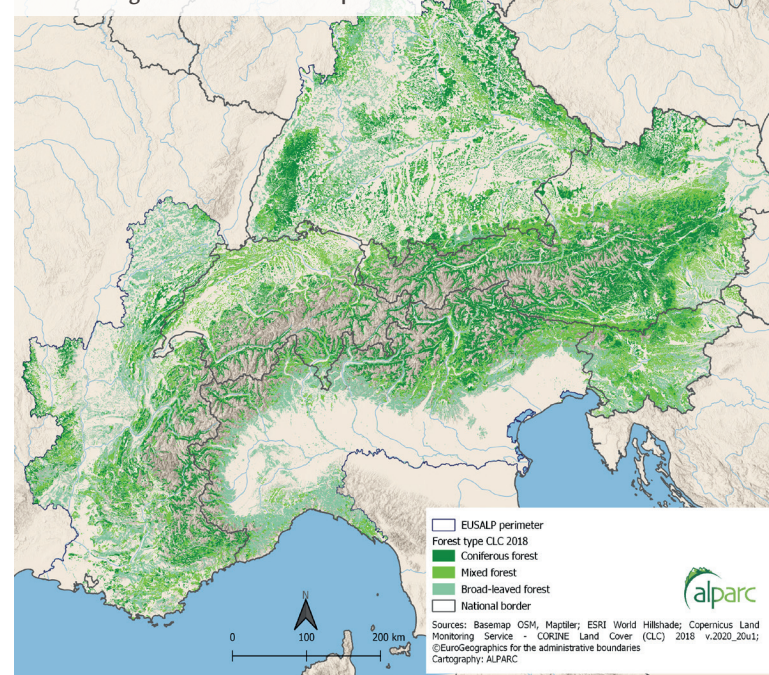 EUSALP perimeter
Forest type CLC 2018
Coniferous forest
Mixed forest
Broad-leaved forest
National border
alparc
Sources: Basemap OSM, Maptiler; ESRI World Hillshade; Copernicus Land
Monitoring Service - CORINE Land Cover (CLC) 2018 v.2020_20u1;
©EuroGeographics for the administrative boundaries
Cartography: ALPARC
N
0 100 200 km